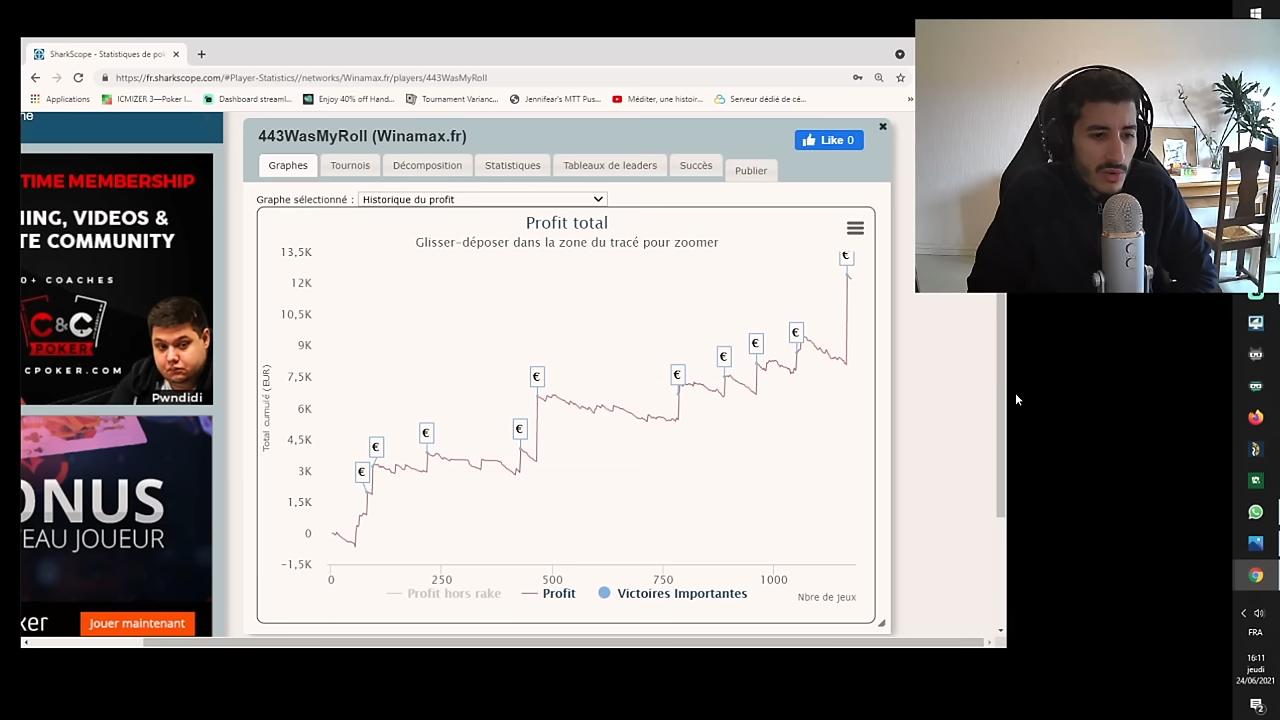 SharkScope - Statistiques de po
https://fr.sharkscope.com/#Player-Statistics//networks/Winamax.fr/players/443WasMyRoll
Applications
ICMIZER 3—Poker I...
Dashboard streaml...
Enjoy 40% off Hand...
Tournament Varianc...
Jennifear's MTT Pus...
Méditer, une histoir...
Serveur dédié de cé...
»
ne
TIME MEMBERSHIP
ING, VIDEOS &
TE COMMUNITY
0+ COACHES
C&C
POKER
CPOKER.COM
Pwndidi
ONUS
EAU JOUEUR
ker
Jouer maintenant
443WasMyRoll (Winamax.fr)
Like 0
Graphes
Tournois
Décomposition
Statistiques
Tableaux de leaders
Succès
Publier
Graphe sélectionné :
Historique du profit
Profit total
Glisser-déposer dans la zone du tracé pour zoomer
Total cumulé (EUR)
13,5K
12K
10,5K
9K
7,5K
6K
4,5K
3K
1,5K
0
-1,5K
€
€
€
€
€
€
€
€
€
€
0
250
500
750
1000
Nbre de jeux
Profit hors rake
Profit
Victoires Importantes
FRA
16:11
jeudi
24/06/2021
2